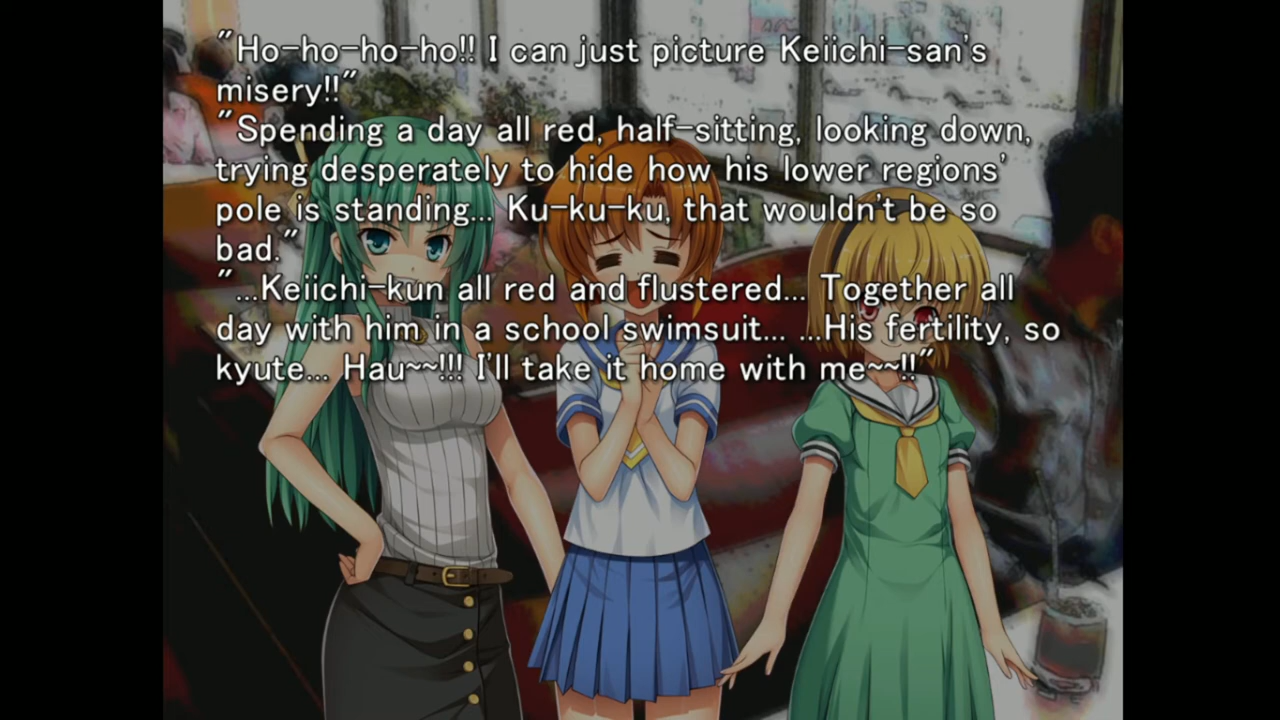 "Ho-ho-ho-ho!! I can just picture Keiichi-san's
misery!!"
"Spending a day all red, half-sitting, looking down,
trying desperately to hide how his lower regions'
pole is standing... Ku-ku-ku, that wouldn't be so
bad."
"...Keiichi-kun all red and flustered... Together all
day with him in a school swimsuit... ...His fertility, so
kyute... Hau~~!!! I'll take it home with me~~!!"